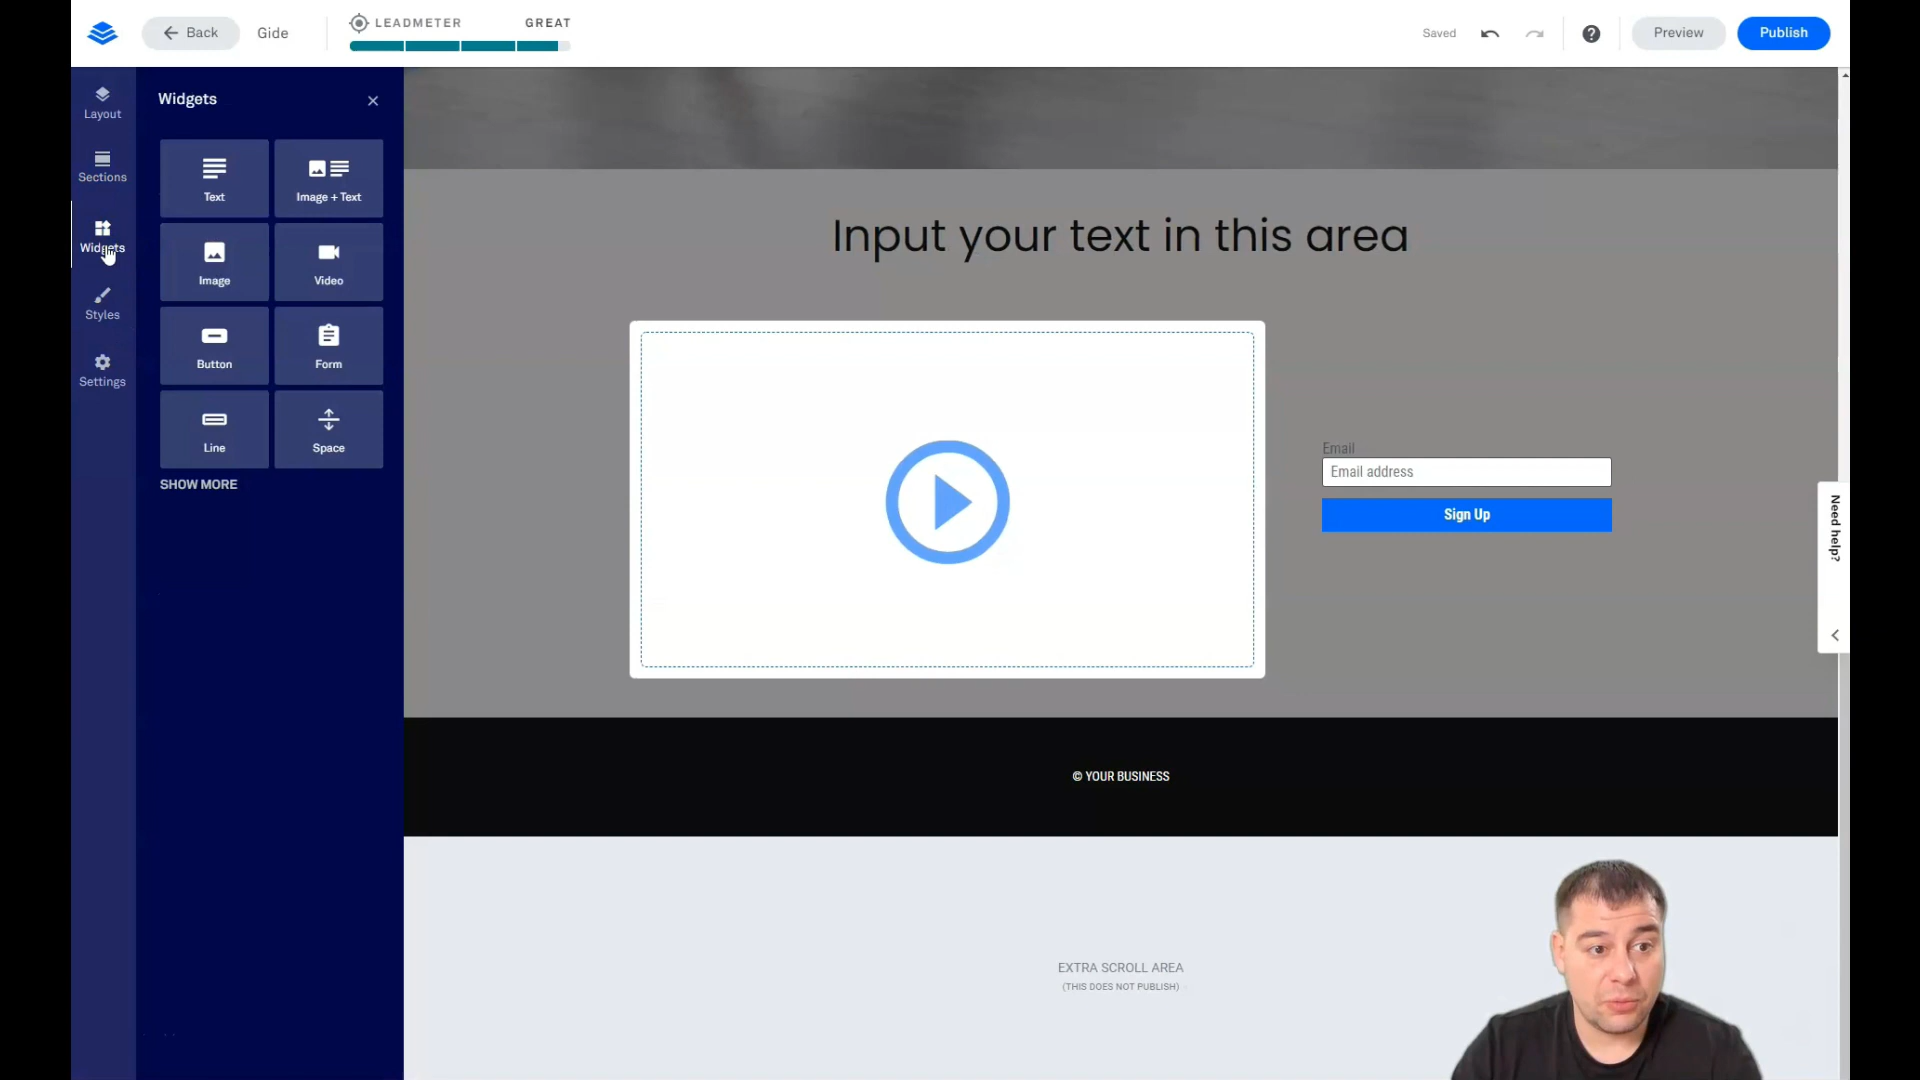 Back
Gide
LEADMETER
GREAT
Saved
Preview
Publish
Layout
Sections
Widgets
Styles
Settings
Widgets
Text
Image + Text
Image
Video
Button
Form
Line
Space
SHOW MORE
Input your text in this area
Email
Email address
Sign Up
Need help?
© YOUR BUSINESS
EXTRA SCROLL AREA
(THIS DOES NOT PUBLISH)